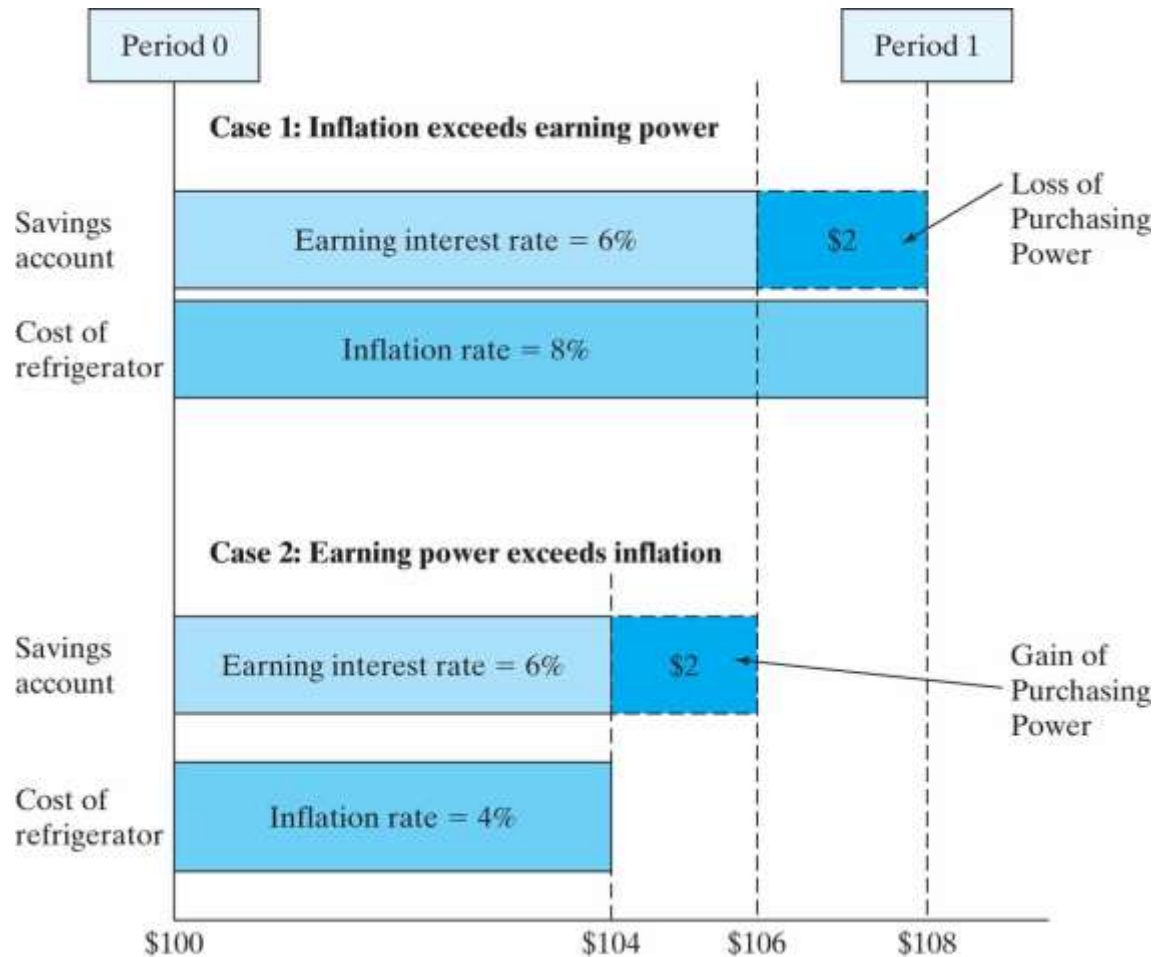 Period 0
Period 1
Case 1: Inflation exceeds earning power
Savings
account
Earning interest rate = 6%
$2
Loss of
Purchasing
Power
Cost of
refrigerator
Inflation rate = 8%
Case 2: Earning power exceeds inflation
Savings
account
Earning interest rate = 6%
$2
Gain of
Purchasing
Power
Cost of
refrigerator
Inflation rate = 4%
$100
$104
$106
$108